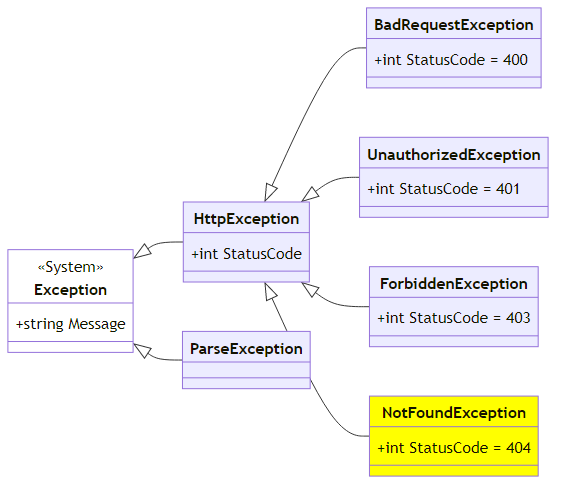 BadRequestException
+int StatusCode = 400
UnauthorizedException
+int StatusCode = 401
HttpException
+int StatusCode
«System»
Exception
+string Message
ForbiddenException
+int StatusCode = 403
ParseException
NotFoundException
+int StatusCode = 404